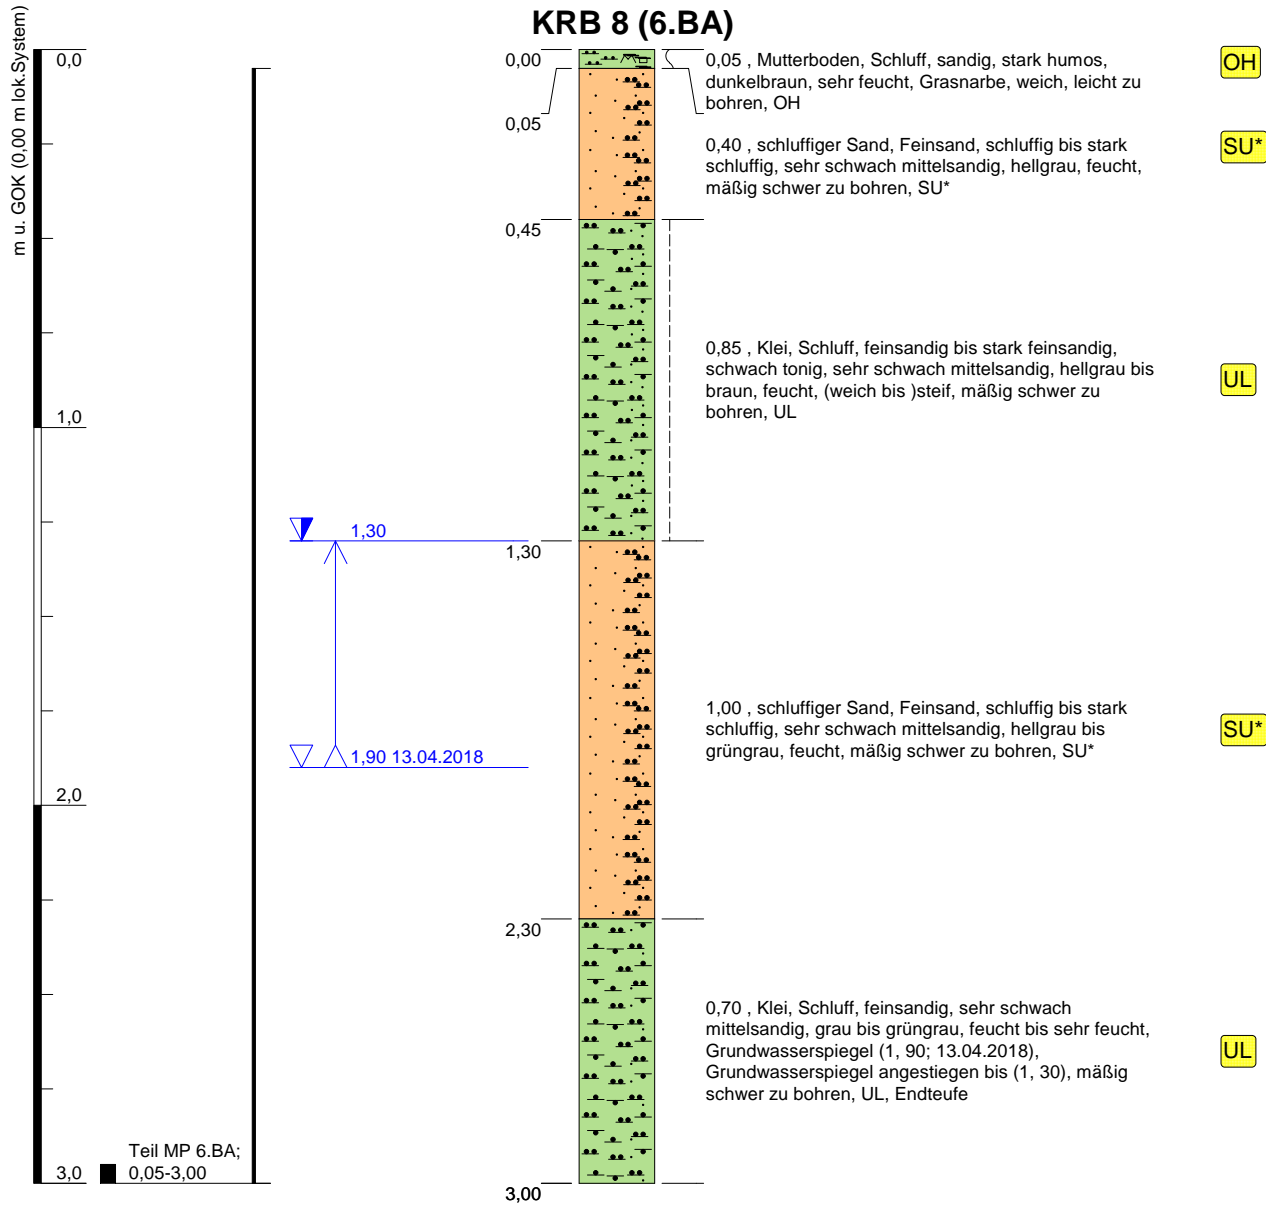 KRB 8 (6.BA)
m u. GOK (0,00 m lok.System)
0,0
1,0
2,0
3,0
Teil MP 6.BA;
0,05-3,00
1,30
1,90 13.04.2018
0,00
0,05
0,45
1,30
2,30
3,00
0,05 , Mutterboden, Schluff, sandig, stark humos,
dunkelbraun, sehr feucht, Grasnarbe, weich, leicht zu
bohren, OH
OH
0,40 , schluffiger Sand, Feinsand, schluffig bis stark
schluffig, sehr schwach mittelsandig, hellgrau, feucht,
mäßig schwer zu bohren, SU*
SU*
0,85 , Klei, Schluff, feinsandig bis stark feinsandig,
schwach tonig, sehr schwach mittelsandig, hellgrau bis
braun, feucht, (weich bis )steif, mäßig schwer zu
bohren, UL
UL
1,00 , schluffiger Sand, Feinsand, schluffig bis stark
schluffig, sehr schwach mittelsandig, hellgrau bis
grüngrau, feucht, mäßig schwer zu bohren, SU*
SU*
0,70 , Klei, Schluff, feinsandig, sehr schwach
mittelsandig, grau bis grüngrau, feucht bis sehr feucht,
Grundwasserspiegel (1, 90; 13.04.2018),
Grundwasserspiegel angestiegen bis (1, 30), mäßig
schwer zu bohren, UL, Endteufe
UL